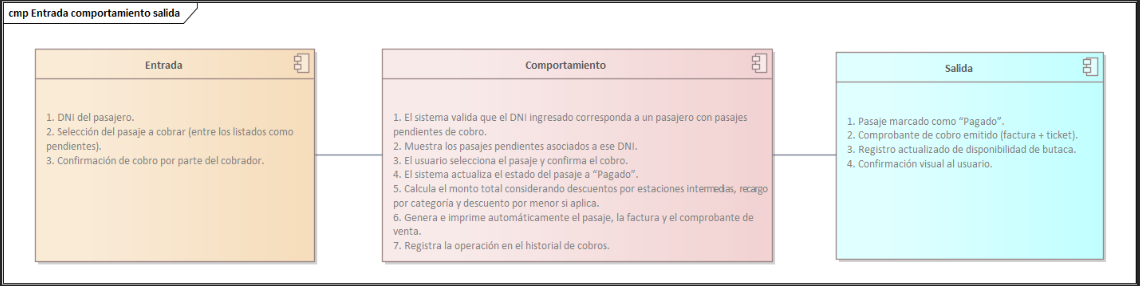 cmp Entrada comportamiento salida
Entrada
1. DNI del pasajero.
2. Selección del pasaje a cobrar (entre los listados como
pendientes).
3. Confirmación de cobro por parte del cobrador.
Comportamiento
1. El sistema valida que el DNI ingresado corresponda a un pasajero con pasajes
pendientes de cobro.
2. Muestra los pasajes pendientes asociados a ese DNI.
3. El usuario selecciona el pasaje y confirma el cobro.
4. El sistema actualiza el estado del pasaje a “Pagado”.
5. Calcula el monto total considerando descuentos por estaciones intermedias, recargo
por categoría y descuento por menor si aplica.
6. Genera e imprime automáticamente el pasaje, la factura y el comprobante de
venta.
7. Registra la operación en el historial de cobros.
Salida
1. Pasaje marcado como “Pagado”.
2. Comprobante de cobro emitido (factura + ticket).
3. Registro actualizado de disponibilidad de butaca.
4. Confirmación visual al usuario.